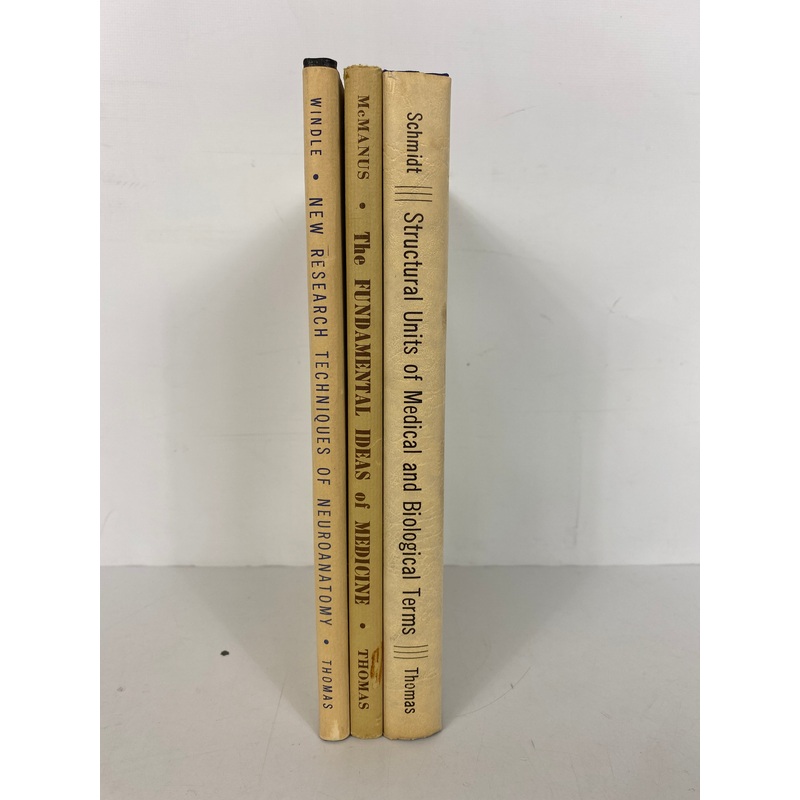 WINDLE • NEW RESEARCH TECHNIQUES OF NEUROANATOMY • THOMAS
McMANUS • The FUNDAMENTAL IDEAS of MEDICINE • THOMAS
Schmidt Structural Units of Medical and Biological Terms Thomas